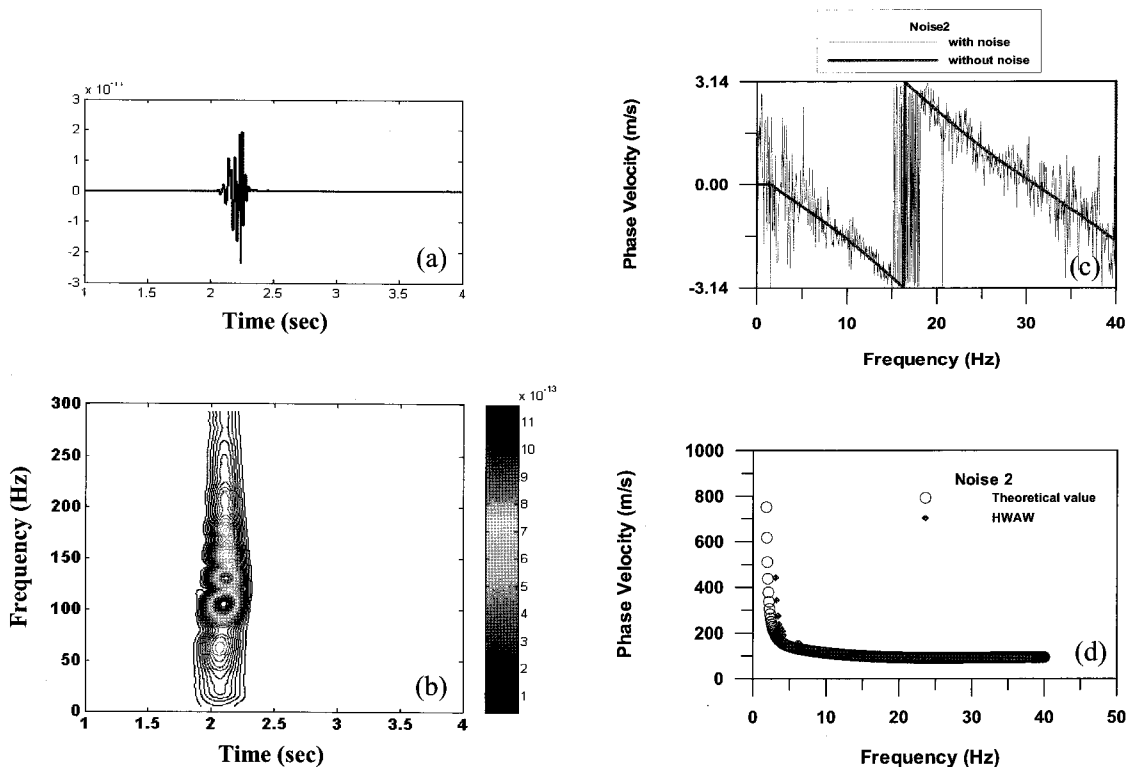 3 x 10
2
1
0
-1
-2
-3
1 1.5 2 2.5 3 3.5 4
Time (sec)
(a)
Noise2
with noise
without noise
Phase Velocity (m/s)
3.14
0.00
-3.14
0 10 20 30 40
Frequency (Hz)
(c)
Frequency (Hz)
300
250
200
150
100
50
0
1 1.5 2 2.5 3 3.5 4
Time (sec)
(b)
x 10⁻¹³
11
10
9
8
7
6
5
4
3
2
1
Phase Velocity (m/s)
1000
800
600
400
200
0
Noise 2
Theoretical value
HWAW
(d)
0 10 20 30 40 50
Frequency (Hz)